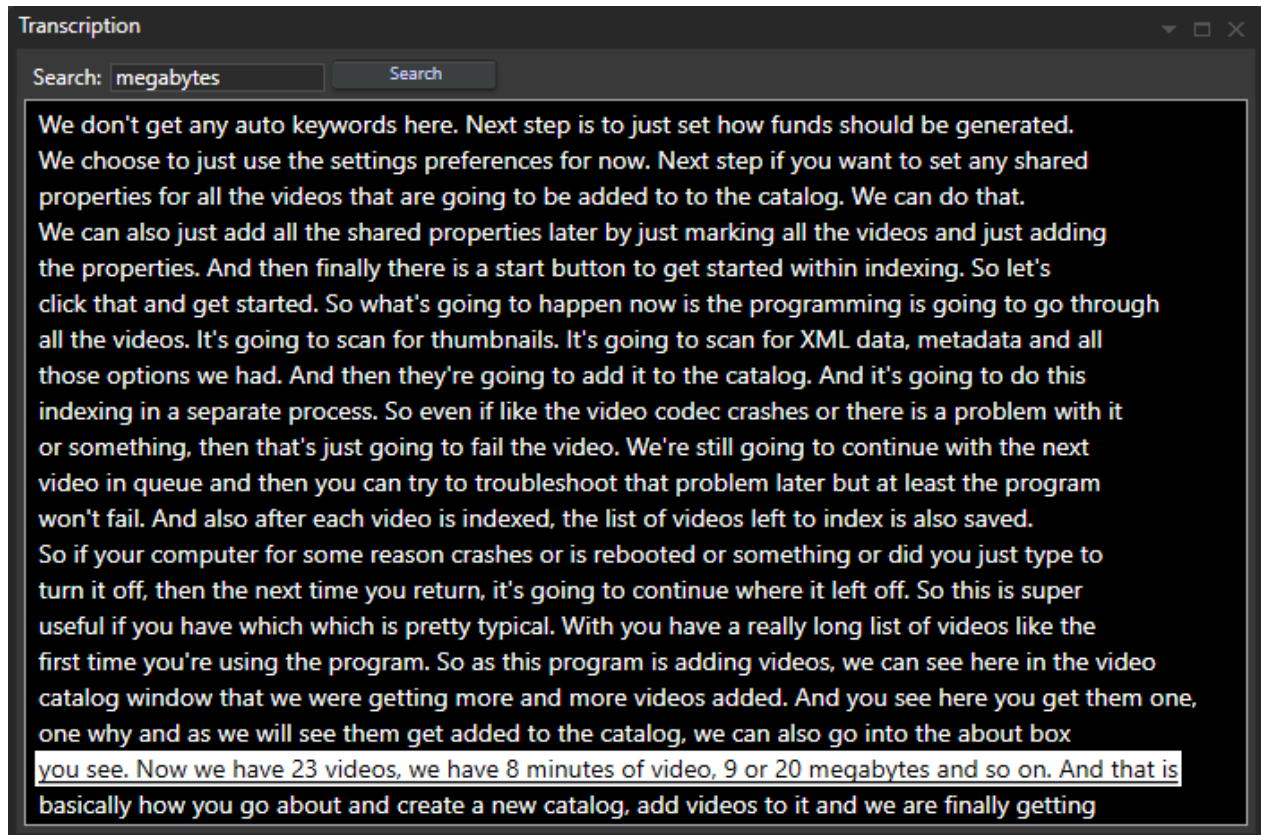 Transcription
Search: megabytes Search
We don't get any auto keywords here. Next step is to just set how funds should be generated.
We choose to just use the settings preferences for now. Next step if you want to set any shared
properties for all the videos that are going to be added to to the catalog. We can do that.
We can also just add all the shared properties later by just marking all the videos and just adding
the properties. And then finally there is a start button to get started within indexing. So let's
click that and get started. So what's going to happen now is the programming is going to go through
all the videos. It's going to scan for thumbnails. It's going to scan for XML data, metadata and all
those options we had. And then they're going to add it to the catalog. And it's going to do this
indexing in a separate process. So even if like the video codec crashes or there is a problem with it
or something, then that's just going to fail the video. We're still going to continue with the next
video in queue and then you can try to troubleshoot that problem later but at least the program
won't fail. And also after each video is indexed, the list of videos left to index is also saved.
So if your computer for some reason crashes or is rebooted or something or did you just type to
turn it off, then the next time you return, it's going to continue where it left off. So this is super
useful if you have which which is pretty typical. With you have a really long list of videos like the
first time you're using the program. So as this program is adding videos, we can see here in the video
catalog window that we were getting more and more videos added. And you see here you get them one,
one why and as we will see them get added to the catalog, we can also go into the about box
you see. Now we have 23 videos, we have 8 minutes of video, 9 or 20 megabytes and so on. And that is
basically how you go about and create a new catalog, add videos to it and we are finally getting